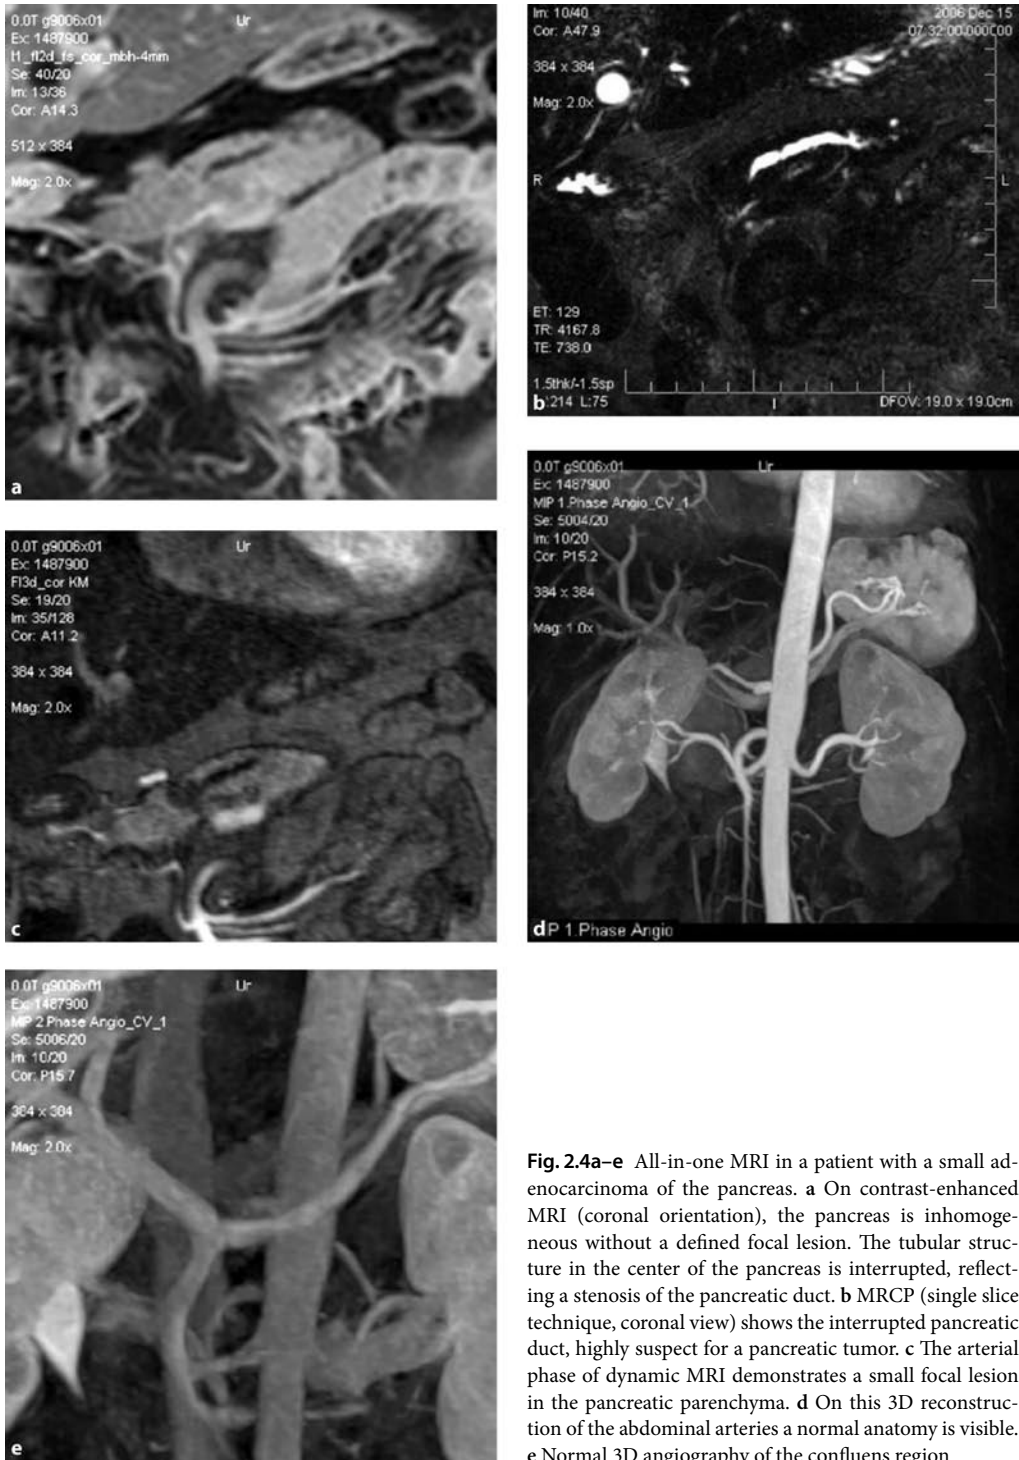 0.0T g9006x01
Ur
Ex: 1487900
t1_fl2d_fs_cor_mbh-4mm
Se: 40/20
Im: 13/36
Cor: A14.3
512 x 384
Mag: 2.0x
a
Im: 10/40
2006 Dec 15
Cor: A47.9
07:32:00.000000
384 x 384
Mag: 2.0x
R
L
ET: 129
TR: 4167.8
TE: 738.0
1.5thk/-1.5sp
b
:214 L:75
I
DFOV: 19.0 x 19.0cm
0.0T g9006x01
Ur
Ex: 1487900
Fl3d_cor KM
Se: 19/20
Im: 35/128
Cor: A11.2
384 x 384
Mag: 2.0x
c
0.0T g9006x01
Ur
Ex: 1487900
MIP 1.Phase Angio_CV_1
Se: 5004/20
Im: 10/20
Cor: P15.2
384 x 384
Mag: 1.0x
d
P 1.Phase Angio
0.0T g9006x01
Ur
Ex: 1487900
MIP 2.Phase Angio_CV_1
Se: 5006/20
Im: 10/20
Cor: P15.7
384 x 384
Mag: 2.0x
e
Fig. 2.4a–e All-in-one MRI in a patient with a small ad-
enocarcinoma of the pancreas. a On contrast-enhanced
MRI (coronal orientation), the pancreas is inhomoge-
neous without a defined focal lesion. The tubular struc-
ture in the center of the pancreas is interrupted, reflect-
ing a stenosis of the pancreatic duct. b MRCP (single slice
technique, coronal view) shows the interrupted pancreatic
duct, highly suspect for a pancreatic tumor. c The arterial
phase of dynamic MRI demonstrates a small focal lesion
in the pancreatic parenchyma. d On this 3D reconstruc-
tion of the abdominal arteries a normal anatomy is visible.
e Normal 3D angiography of the confluens region